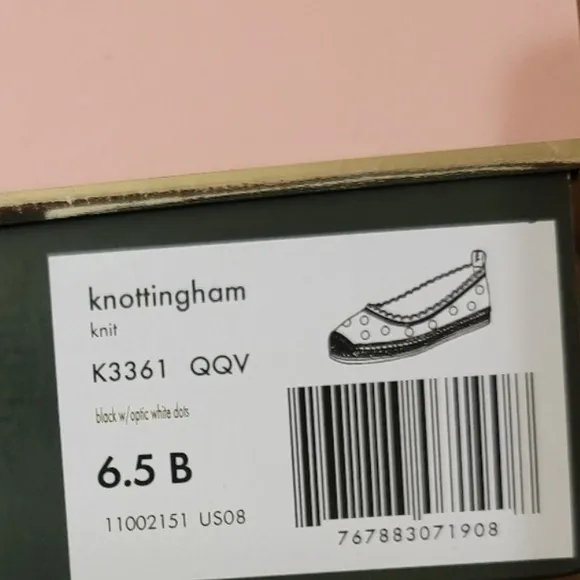 knottingham
knit
K3361 QQV
black w/optic white dots
6.5 B
11002151 US08
767883071908